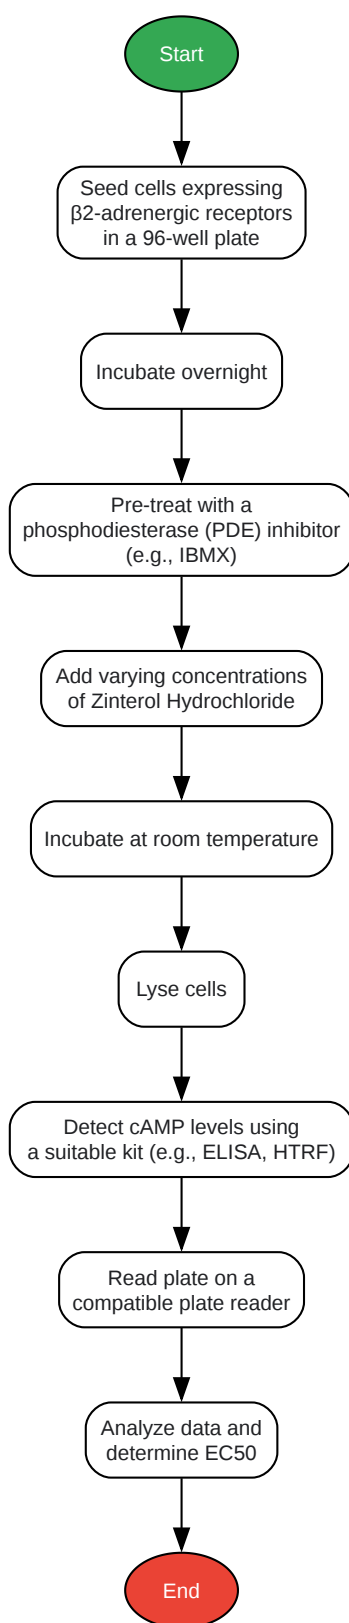 Start
Seed cells expressing
β2-adrenergic receptors
in a 96-well plate
Incubate overnight
Pre-treat with a
phosphodiesterase (PDE) inhibitor
(e.g., IBMX)
Add varying concentrations
of Zinterol Hydrochloride
Incubate at room temperature
Lyse cells
Detect cAMP levels using
a suitable kit (e.g., ELISA, HTRF)
Read plate on a
compatible plate reader
Analyze data and
determine EC50
End